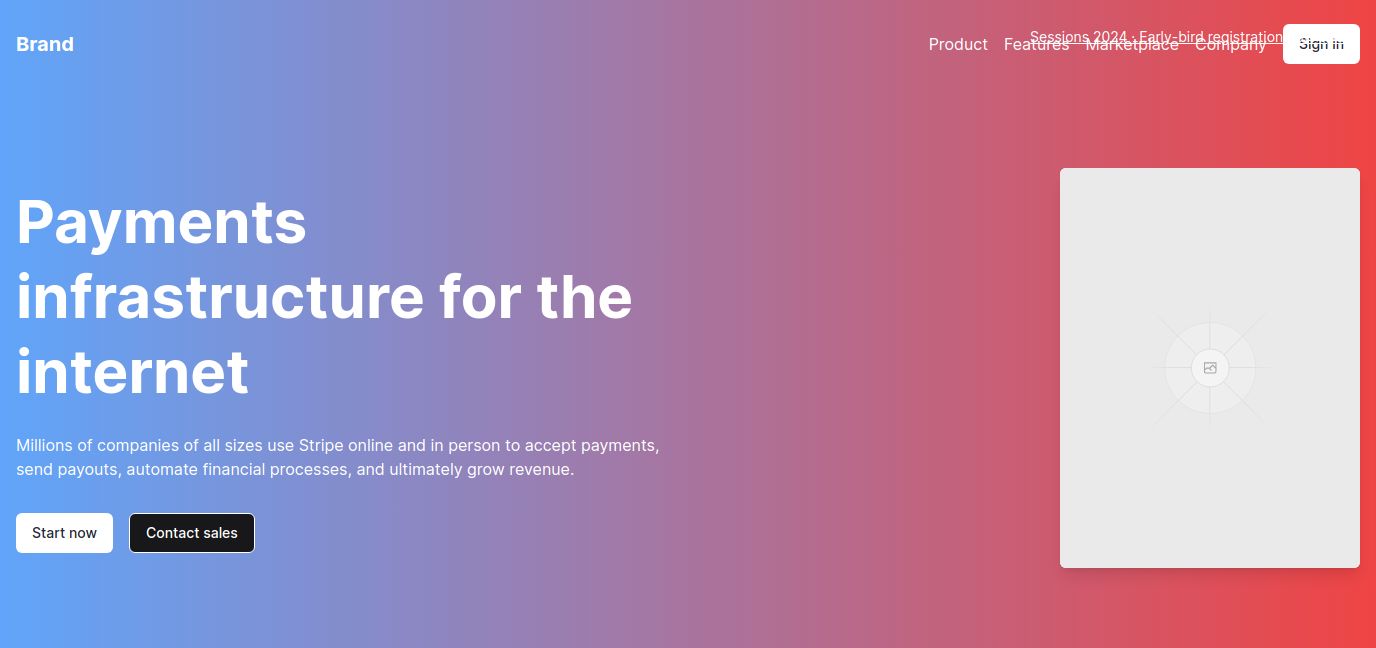 Brand
Product Features Marketplace Company Sign in
Sessions 2024 · Early-bird registration
Payments
infrastructure for the
internet
Millions of companies of all sizes use Stripe online and in person to accept payments,
send payouts, automate financial processes, and ultimately grow revenue.
Start now
Contact sales